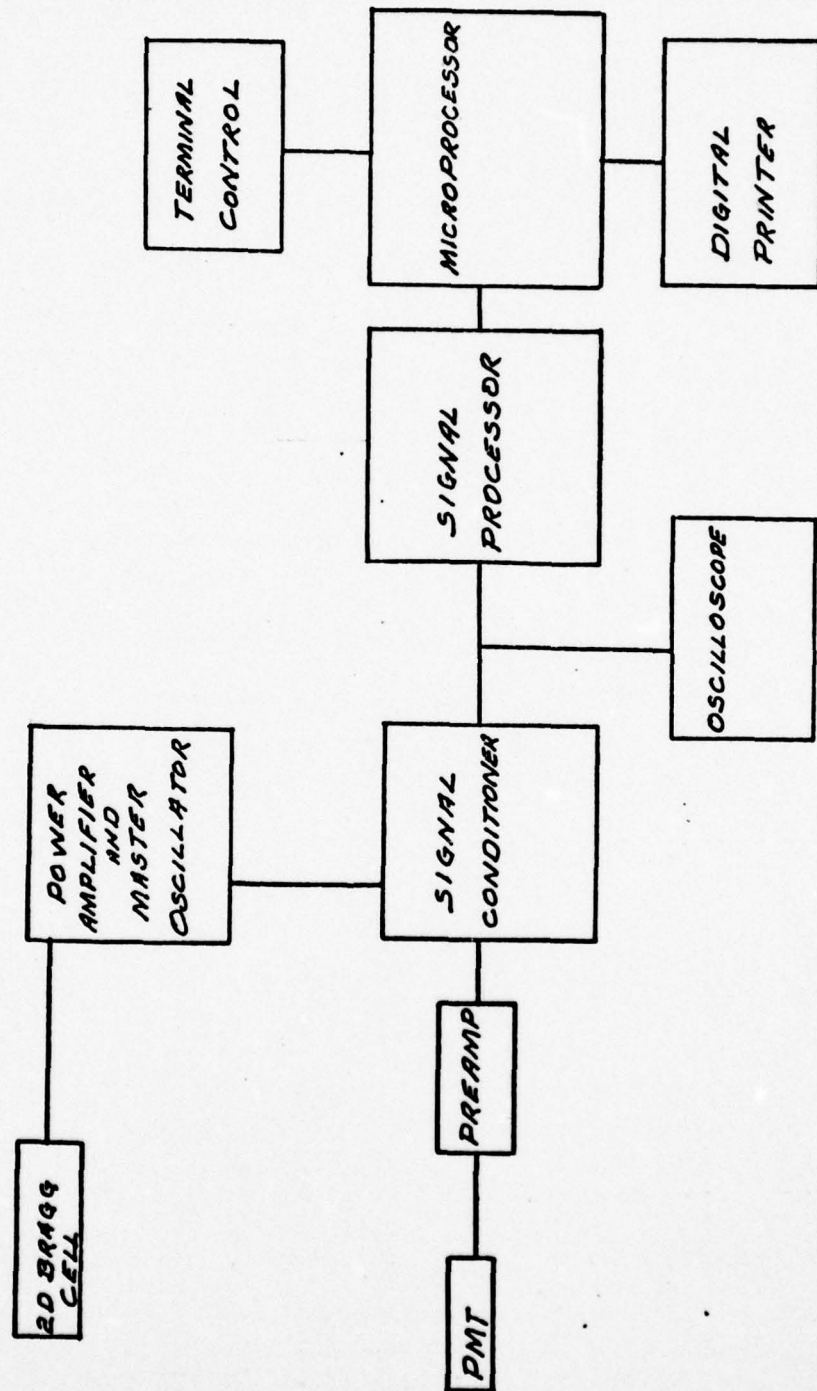 2D BRAGG
CELL
POWER
AMPLIFIER
AND
MASTER
OSCILLATOR
TERMINAL
CONTROL
PMT
PREAMP
SIGNAL
CONDITIONER
SIGNAL
PROCESSOR
MICROPROCESSOR
OSCILLOSCOPE
DIGITAL
PRINTER